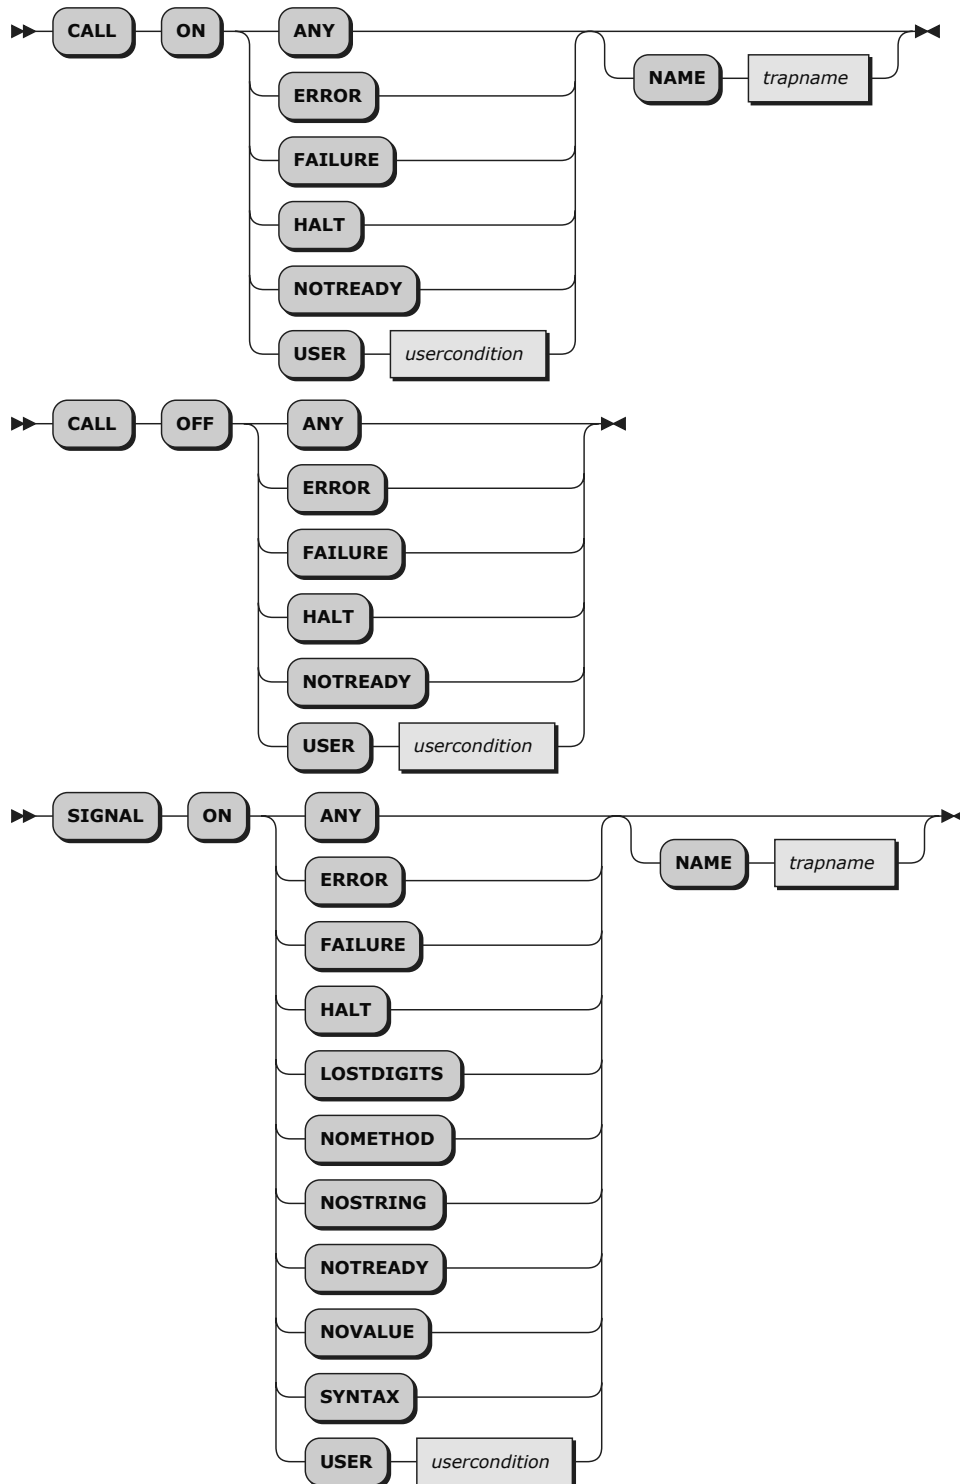 CALL ON ANY
NAME trapname
ERROR
FAILURE
HALT
NOTREADY
USER usercondition
CALL OFF ANY
ERROR
FAILURE
HALT
NOTREADY
USER usercondition
SIGNAL ON ANY
NAME trapname
ERROR
FAILURE
HALT
LOSTDIGITS
NOMETHOD
NOSTRING
NOTREADY
NOVALUE
SYNTAX
USER usercondition